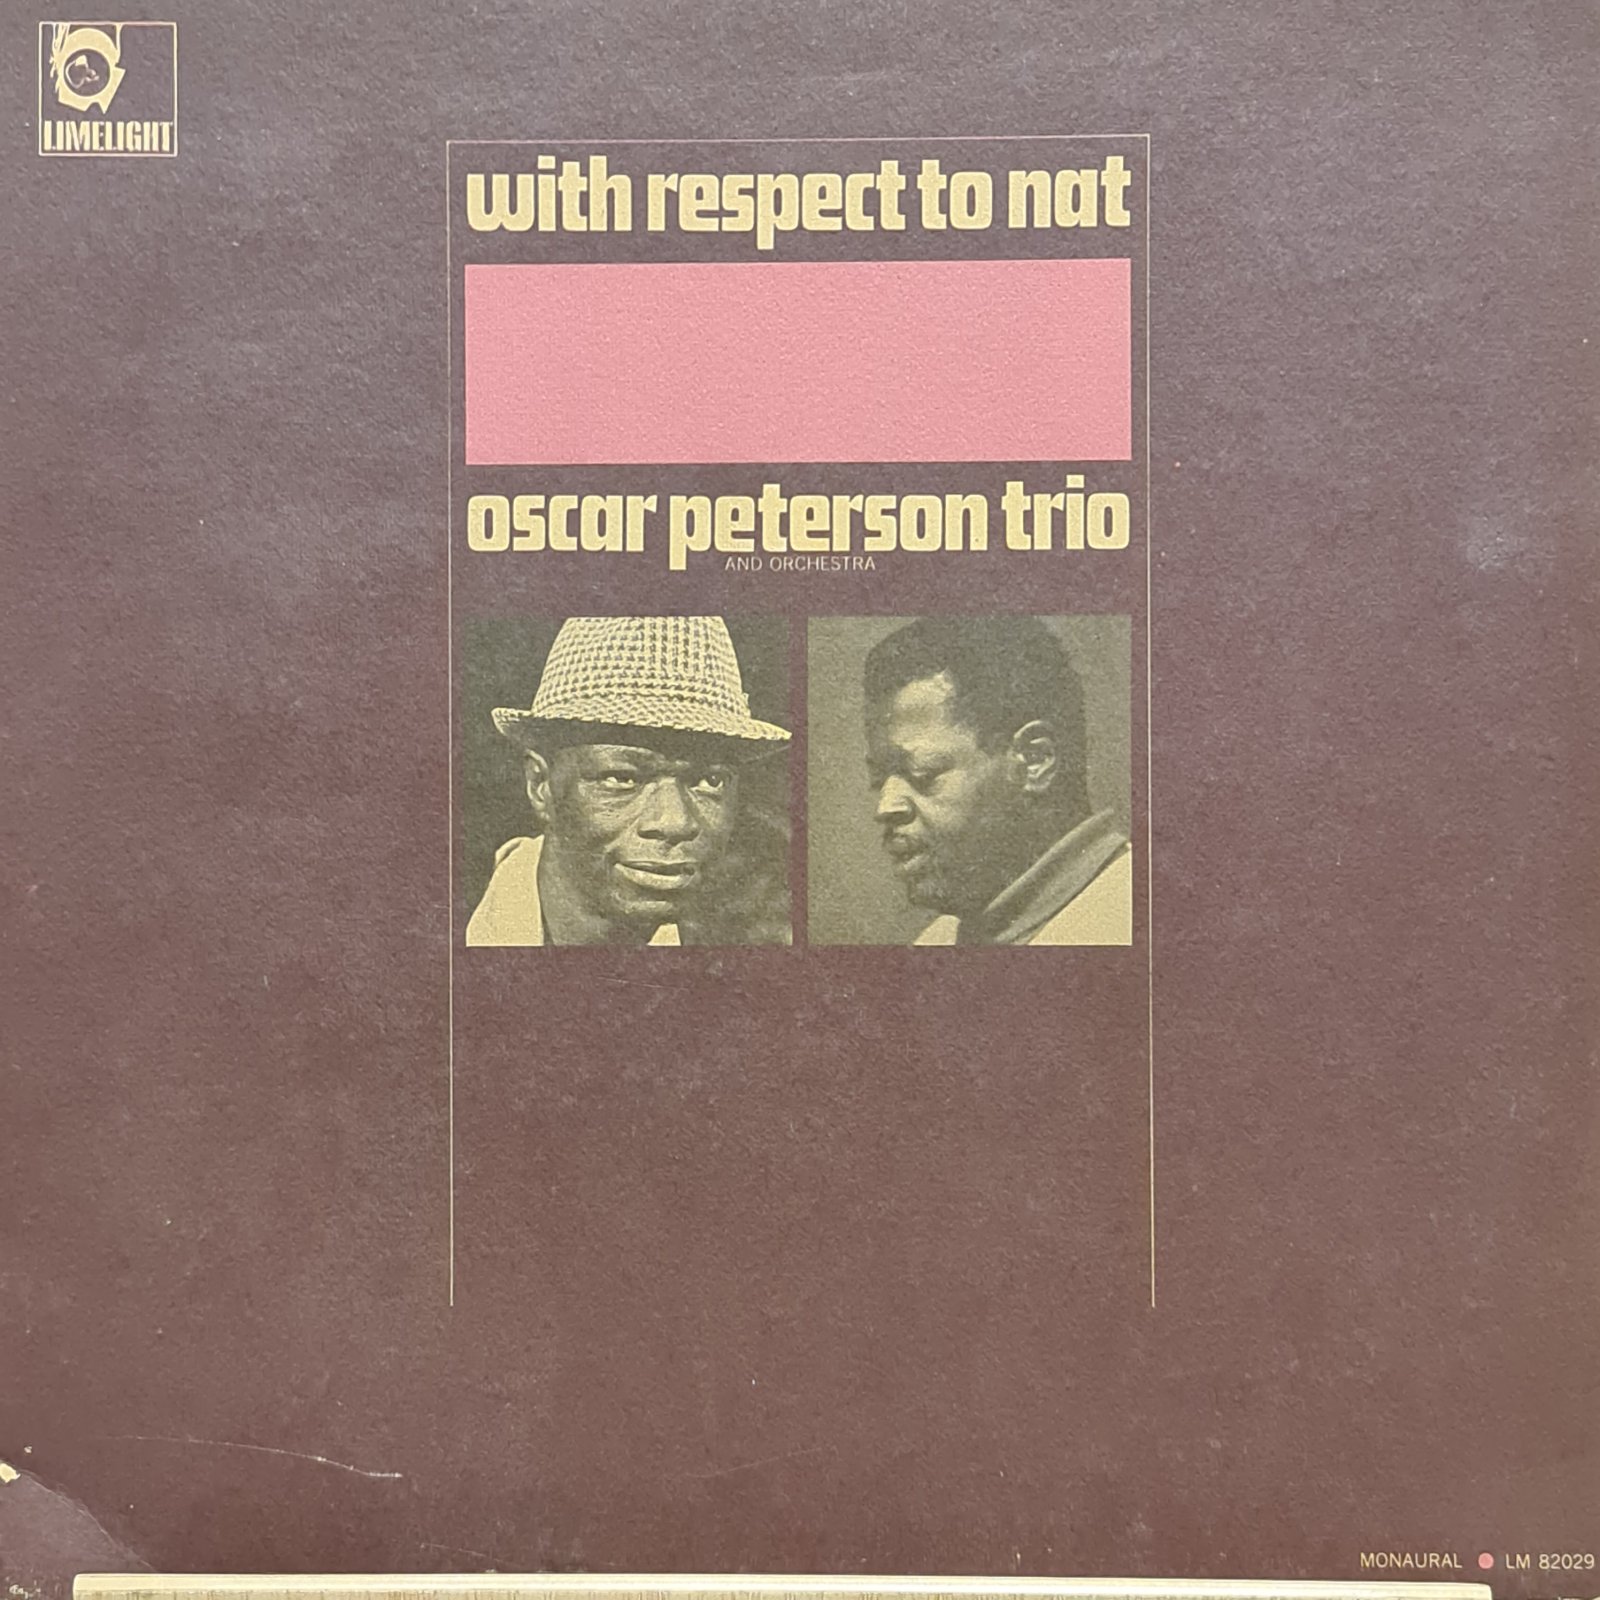 LIMELIGHT
with respect to nat
oscar peterson trio
AND ORCHESTRA
MONAURAL ● LM 82029